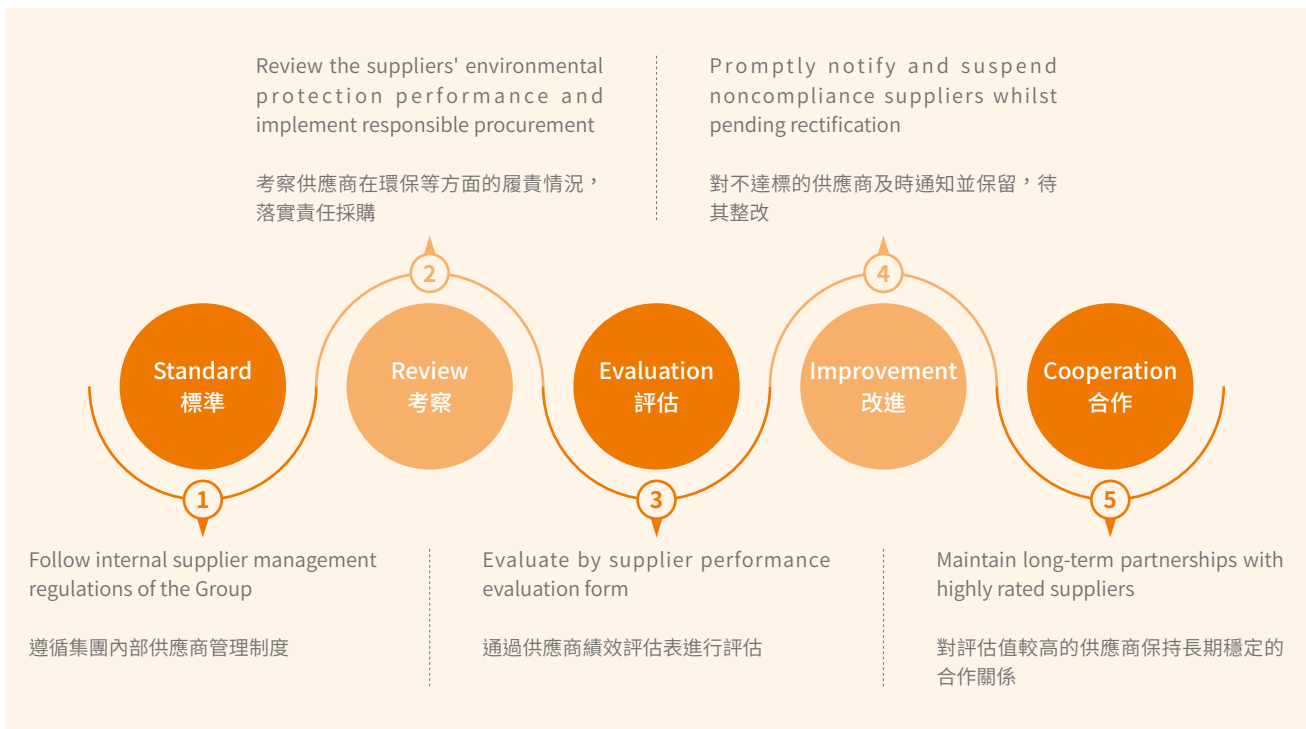 Review the suppliers' environmental
protection performance and
implement responsible procurement
考察供應商在環保等方面的履責情況，
落實責任採購
Promptly notify and suspend
noncompliance suppliers whilst
pending rectification
對不達標的供應商及時通知並保留，待
其整改
2
4
Standard
標準
Review
考察
Evaluation
評估
Improvement
改進
Cooperation
合作
1
3
5
Follow internal supplier management
regulations of the Group
遵循集團內部供應商管理制度
Evaluate by supplier performance
evaluation form
通過供應商績效評估表進行評估
Maintain long-term partnerships with
highly rated suppliers
對評估值較高的供應商保持長期穩定的
合作關係